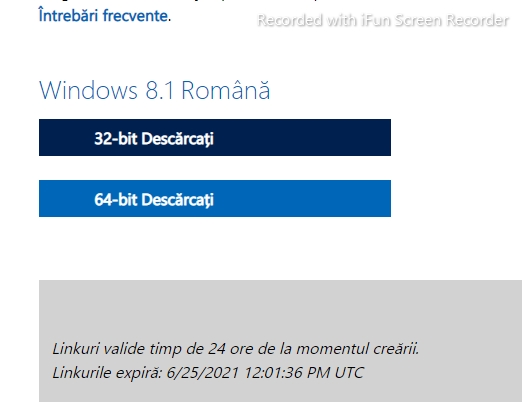 Întrebări frecvente.
Recorded with iFun Screen Recorder
Windows 8.1 Română
32-bit Descărcați
64-bit Descărcați
Linkuri valide timp de 24 ore de la momentul creării.
Linkurile expiră: 6/25/2021 12:01:36 PM UTC